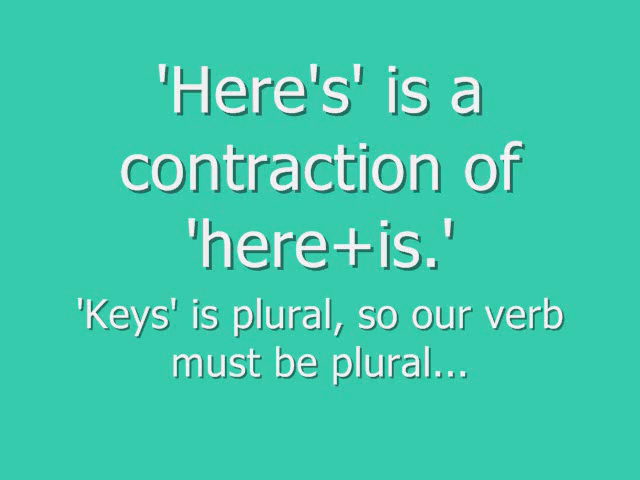 'Here's' is a
contraction of
'here+is.'
'Keys' is plural, so our verb
must be plural...